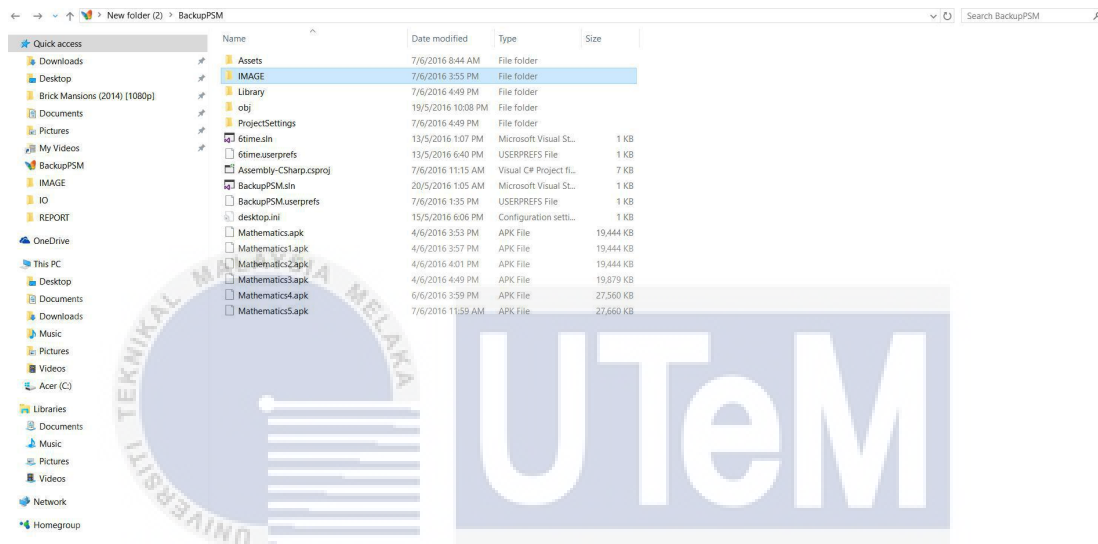 New folder (2) > BackupPSM
Search BackupPSM
Quick access
Downloads
Desktop
Brick Mansions (2014) [1080p]
Documents
Pictures
My Videos
BackupPSM
IMAGE
IO
REPORT
OneDrive
This PC
Desktop
Documents
Downloads
Music
Pictures
Videos
Acer (C:)
Libraries
Documents
Music
Pictures
Videos
Network
Homegroup
Name Date modified Type Size
Assets 7/6/2016 8:44 AM File folder
IMAGE 7/6/2016 3:55 PM File folder
Library 7/6/2016 4:49 PM File folder
obj 19/5/2016 10:08 PM File folder
ProjectSettings 7/6/2016 4:49 PM File folder
6time.sln 13/5/2016 1:07 PM Microsoft Visual St... 1 KB
6time.userprefs 13/5/2016 6:40 PM USERPREFS File 1 KB
Assembly-CSharp.csproj 7/6/2016 11:15 AM Visual C# Project fi... 7 KB
BackupPSM.sln 20/5/2016 1:05 AM Microsoft Visual St... 1 KB
BackupPSM.userprefs 7/6/2016 1:35 PM USERPREFS File 1 KB
desktop.ini 15/5/2016 6:06 PM Configuration setti... 1 KB
Mathematics.apk 4/6/2016 3:53 PM APK File 19,444 KB
Mathematics1.apk 4/6/2016 3:57 PM APK File 19,444 KB
Mathematics2.apk 4/6/2016 4:01 PM APK File 19,444 KB
Mathematics3.apk 4/6/2016 4:49 PM APK File 19,879 KB
Mathematics4.apk 6/6/2016 3:59 PM APK File 27,560 KB
Mathematics5.apk 7/6/2016 11:59 AM APK File 27,660 KB
UNIVERSITI TEKNIKAL MALAYSIA MELAKA
UTeM